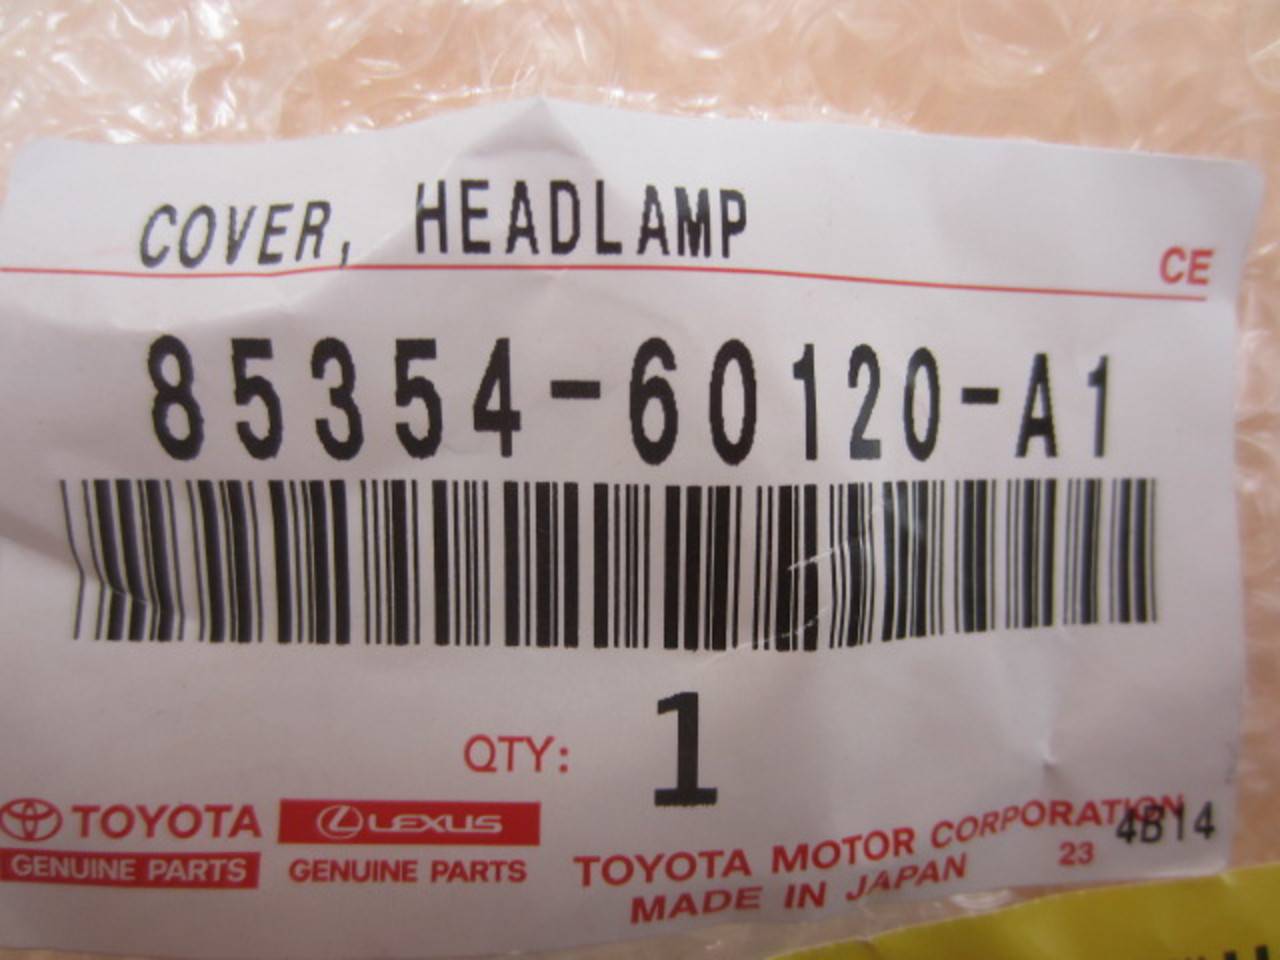 COVER, HEADLAMP
CE
85354-60120-A1
QTY: 1
TOYOTA
GENUINE PARTS
LEXUS
GENUINE PARTS
TOYOTA MOTOR CORPORATION
23 4B14
MADE IN JAPAN